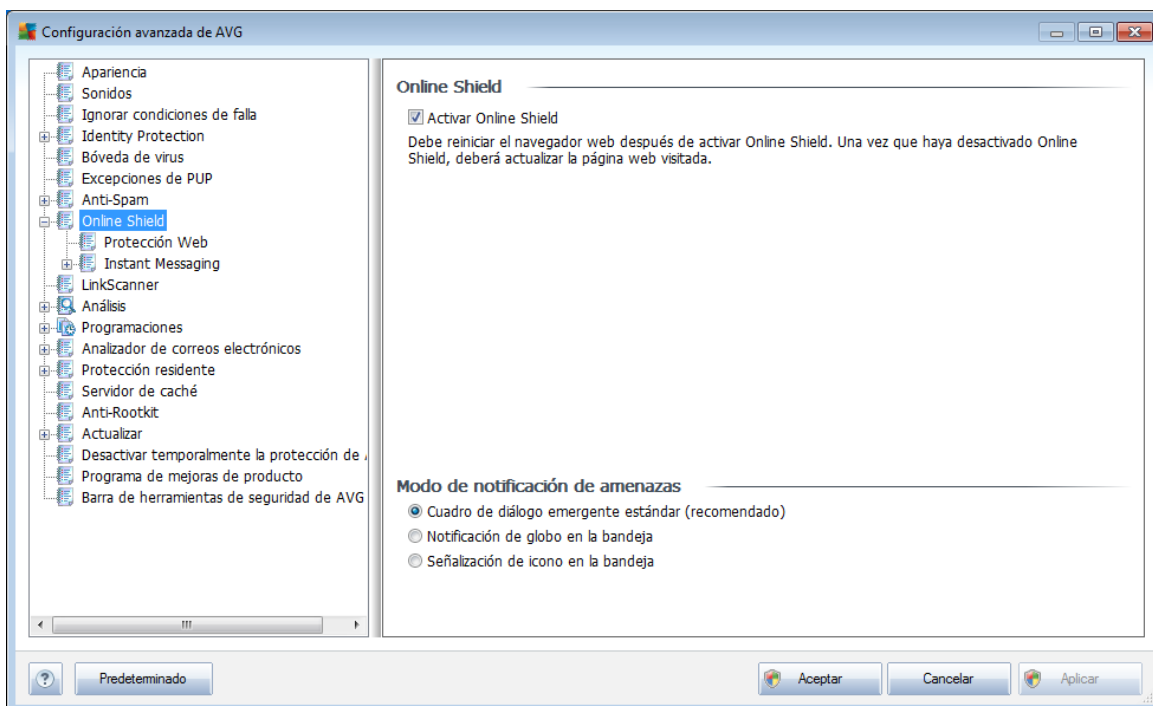 Configuración avanzada de AVG
Apariencia
Sonidos
Ignorar condiciones de falla
Identity Protection
Bóveda de virus
Excepciones de PUP
Anti-Spam
Online Shield
Protección Web
Instant Messaging
LinkScanner
Análisis
Programaciones
Analizador de correos electrónicos
Protección residente
Servidor de caché
Anti-Rootkit
Actualizar
Desactivar temporalmente la protección de
Programa de mejoras de producto
Barra de herramientas de seguridad de AVG
Online Shield
Activar Online Shield
Debe reiniciar el navegador web después de activar Online Shield. Una vez que haya desactivado Online
Shield, deberá actualizar la página web visitada.
Modo de notificación de amenazas
Cuadro de diálogo emergente estándar (recomendado)
Notificación de globo en la bandeja
Señalización de icono en la bandeja
?
Predeterminado
Aceptar
Cancelar
Aplicar